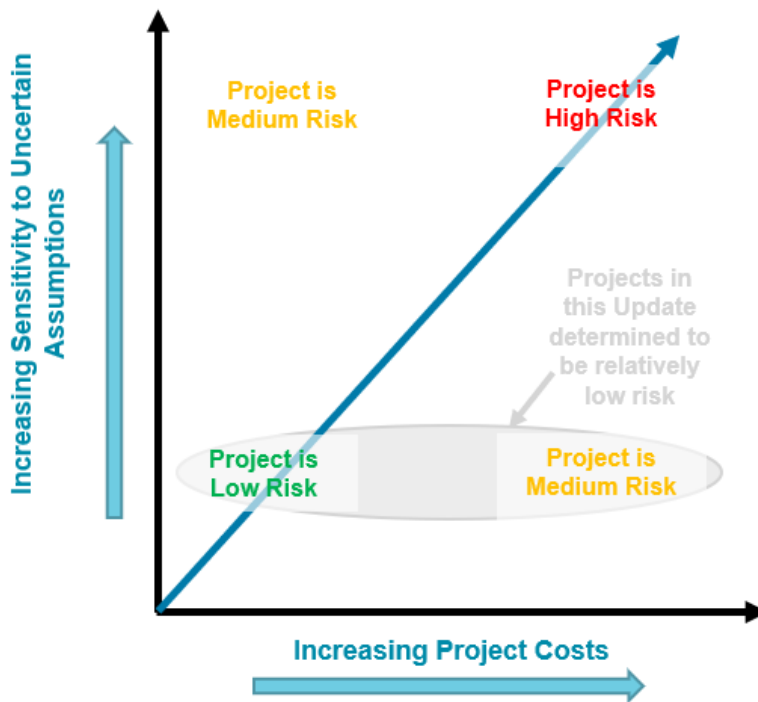 Increasing Sensitivity to Uncertain
Assumptions
Project is
Medium Risk
Project is
High Risk
Projects in
this Update
determined to
be relatively
low risk
Project is
Low Risk
Project is
Medium Risk
Increasing Project Costs